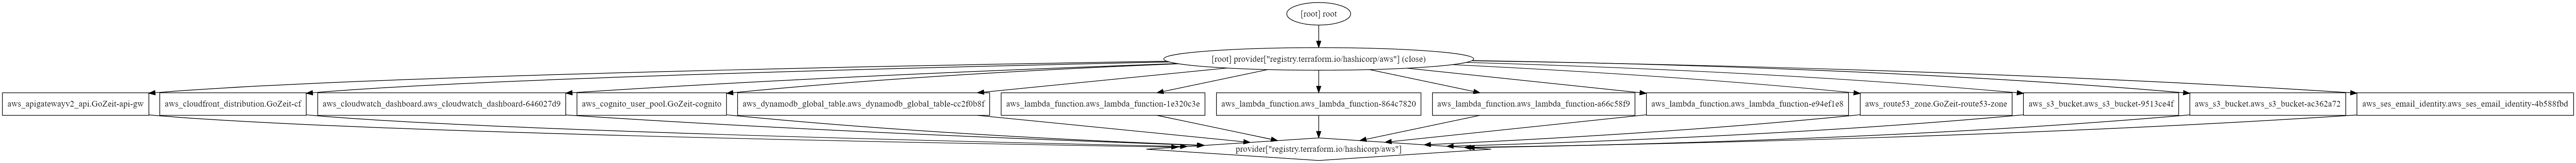 [root] root
[root] provider["registry.terraform.io/hashicorp/aws"] (close)
aws_apigatewayv2_api.GoZeit-api-gw
aws_cloudfront_distribution.GoZeit-cf
aws_cloudwatch_dashboard.aws_cloudwatch_dashboard-646027d9
aws_cognito_user_pool.GoZeit-cognito
aws_dynamodb_global_table.aws_dynamodb_global_table-cc2f0b8f
aws_lambda_function.aws_lambda_function-1e320c3e
aws_lambda_function.aws_lambda_function-864c7820
aws_lambda_function.aws_lambda_function-a66c58f9
aws_lambda_function.aws_lambda_function-e94ef1e8
aws_route53_zone.GoZeit-route53-zone
aws_s3_bucket.aws_s3_bucket-9513ce4f
aws_s3_bucket.aws_s3_bucket-ac362a72
aws_ses_email_identity.aws_ses_email_identity-4b588fbd
provider["registry.terraform.io/hashicorp/aws"]